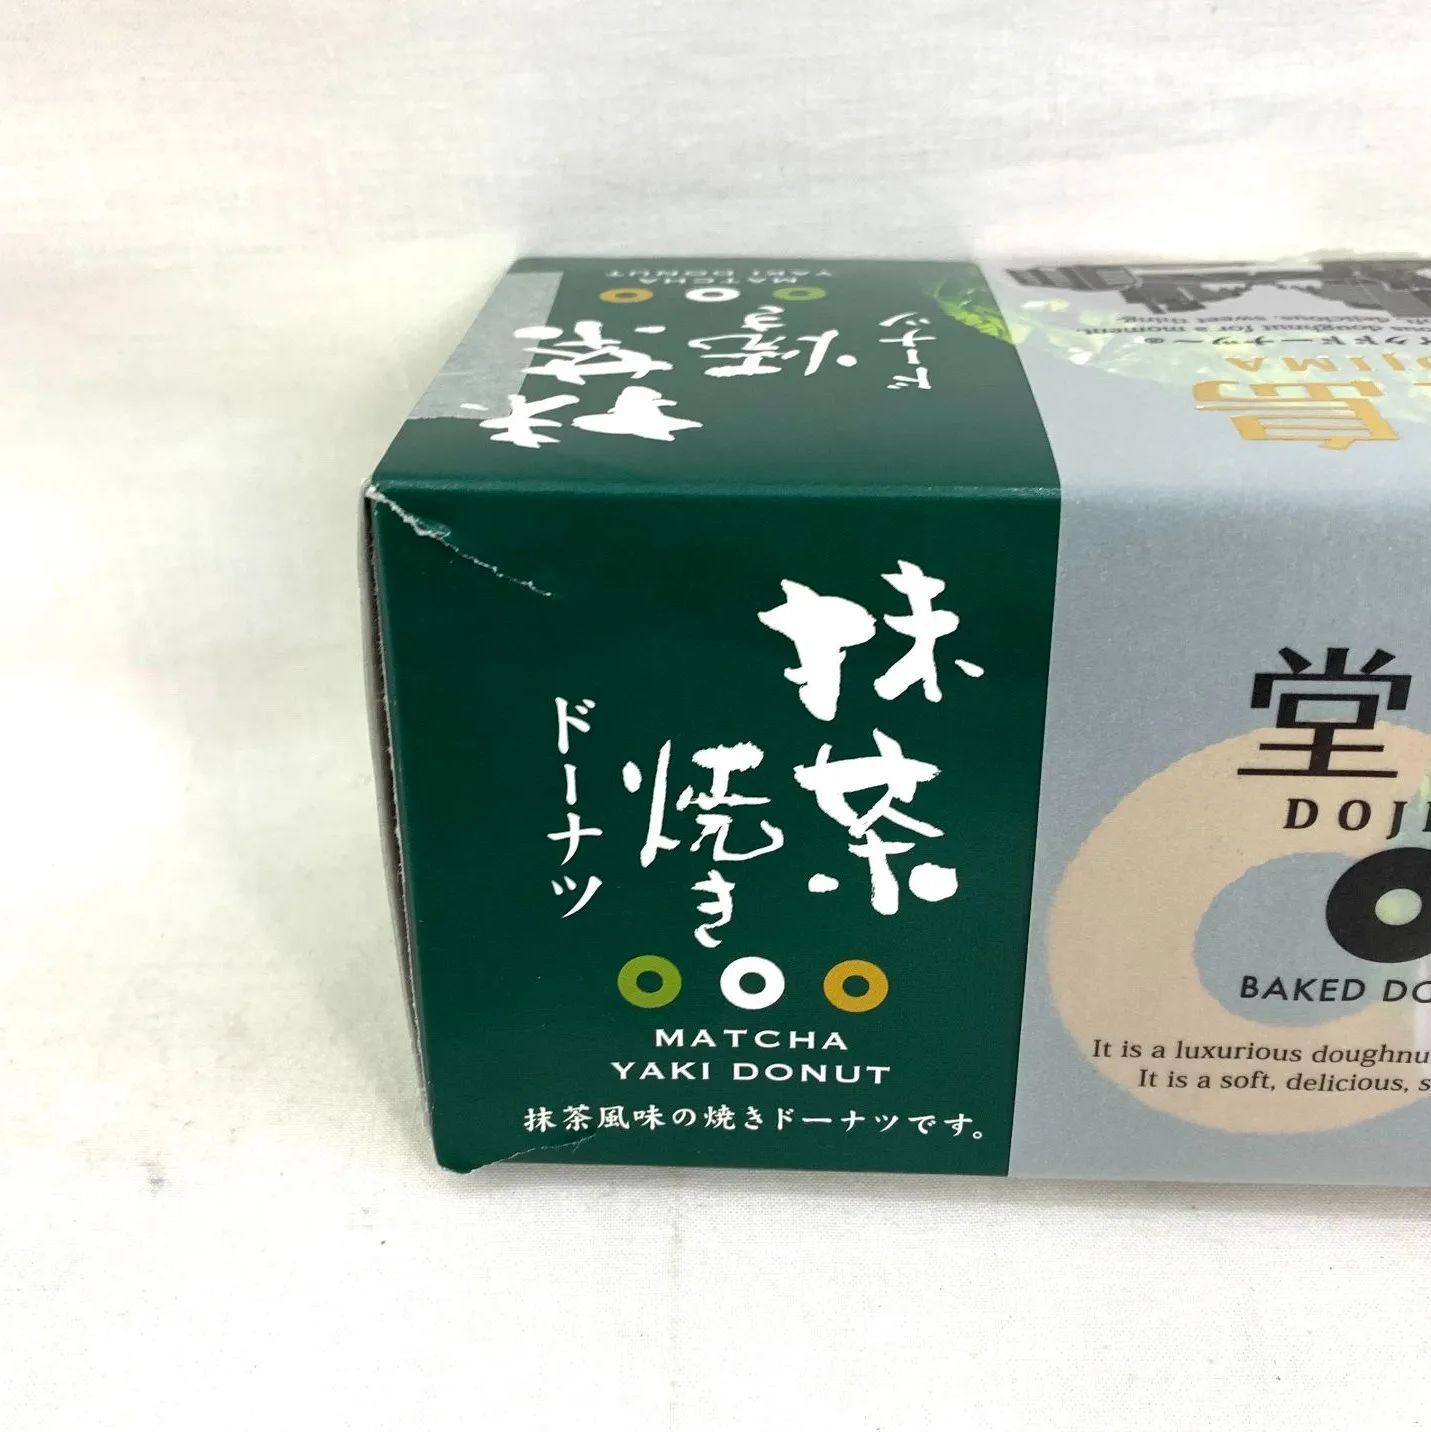 MATCHA
YAKI DONUT
抹茶
焼き
ドーナツ
島
抹茶
焼き
ドーナツ
MATCHA
YAKI DONUT
抹茶風味の焼きドーナツです。
堂
DOJ
BAKED
It is a luxurious
It is a soft, delicious,